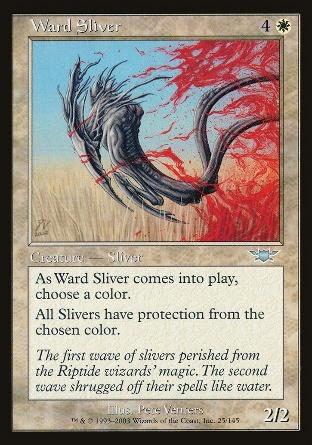 Ward Sliver 4
Creature — Sliver
As Ward Sliver comes into play,
choose a color.
All Slivers have protection from the
chosen color.
The first wave of slivers perished from
the Riptide wizards' magic. The second
wave shrugged off their spells like water.
Illus. Pete Venters
™ & © 1993–2003 Wizards of the Coast, Inc. 25/145
2/2